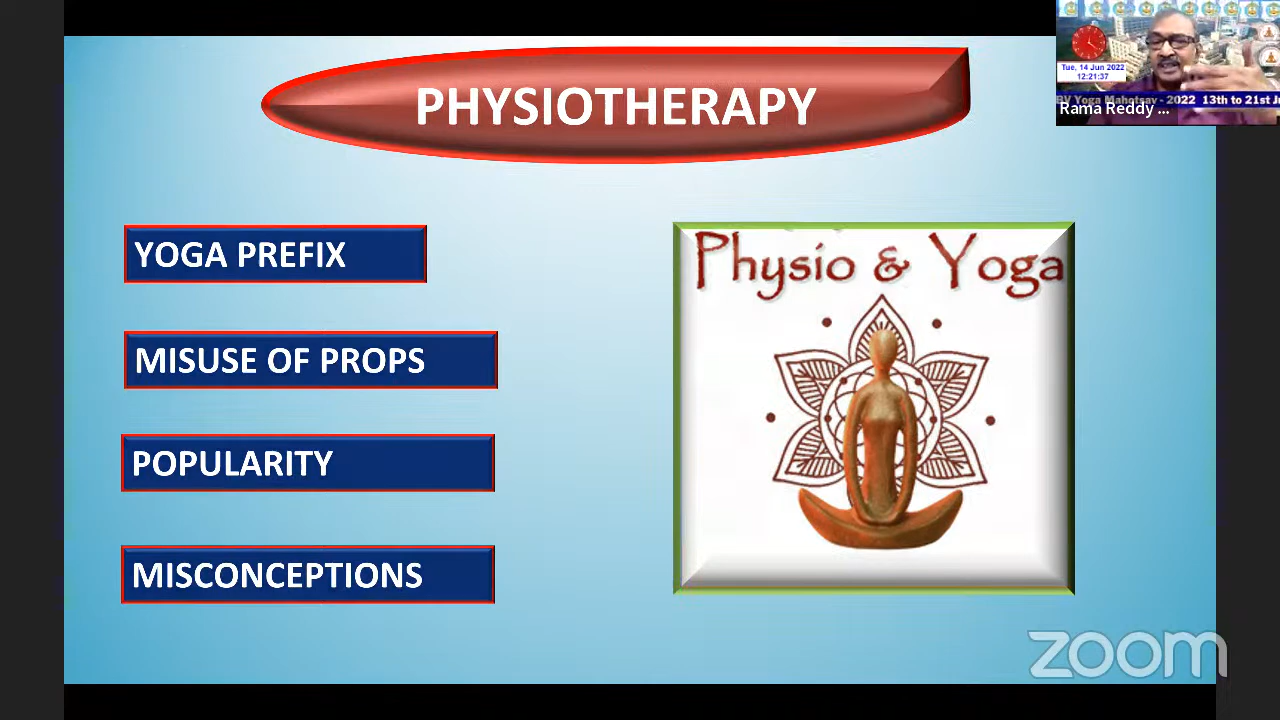 PHYSIOTHERAPY
Tue, 14 Jun 2022
12:21:37
BV Yoga Mahotsav - 2022 13th to 21st
Rama Reddy ...
YOGA PREFIX
MISUSE OF PROPS
POPULARITY
MISCONCEPTIONS
Physio & Yoga
zoom